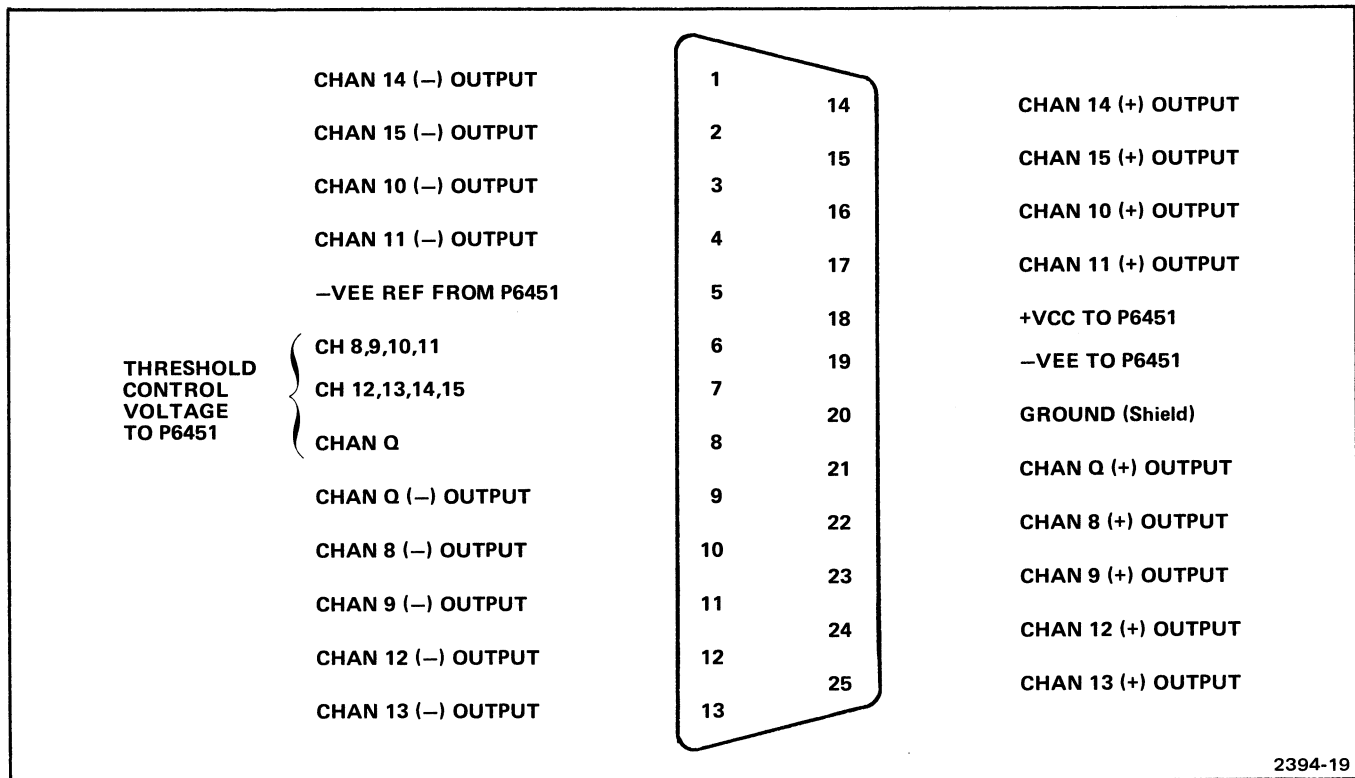 CHAN 14 (—) OUTPUT 1
14 CHAN 14 (+) OUTPUT
CHAN 15 (—) OUTPUT 2
15 CHAN 15 (+) OUTPUT
CHAN 10 (—) OUTPUT 3
16 CHAN 10 (+) OUTPUT
CHAN 11 (—) OUTPUT 4
17 CHAN 11 (+) OUTPUT
—VEE REF FROM P6451 5
18 +VCC TO P6451
THRESHOLD
CONTROL
VOLTAGE
TO P6451
CH 8,9,10,11 6
19 —VEE TO P6451
CH 12,13,14,15 7
20 GROUND (Shield)
CHAN Q 8
21 CHAN Q (+) OUTPUT
CHAN Q (—) OUTPUT 9
22 CHAN 8 (+) OUTPUT
CHAN 8 (—) OUTPUT 10
23 CHAN 9 (+) OUTPUT
CHAN 9 (—) OUTPUT 11
24 CHAN 12 (+) OUTPUT
CHAN 12 (—) OUTPUT 12
25 CHAN 13 (+) OUTPUT
CHAN 13 (—) OUTPUT 13
2394-19